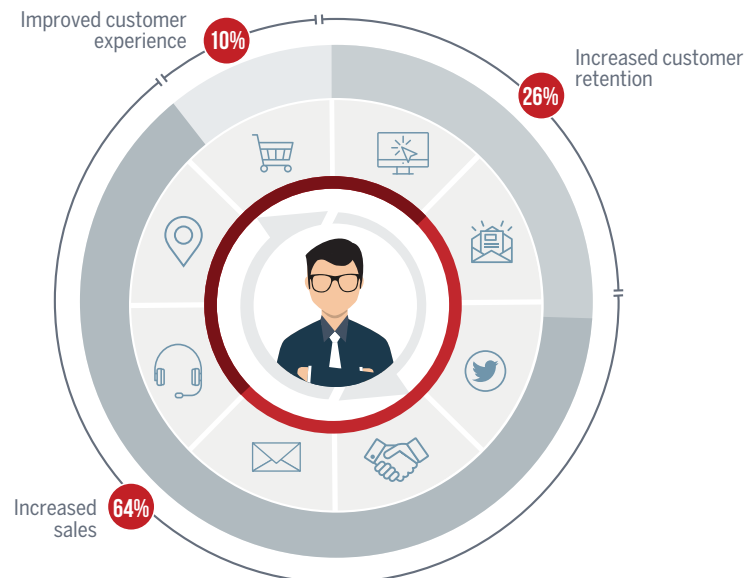 Improved customer
experience
10%
Increased customer
retention
26%
Increased
sales
64%